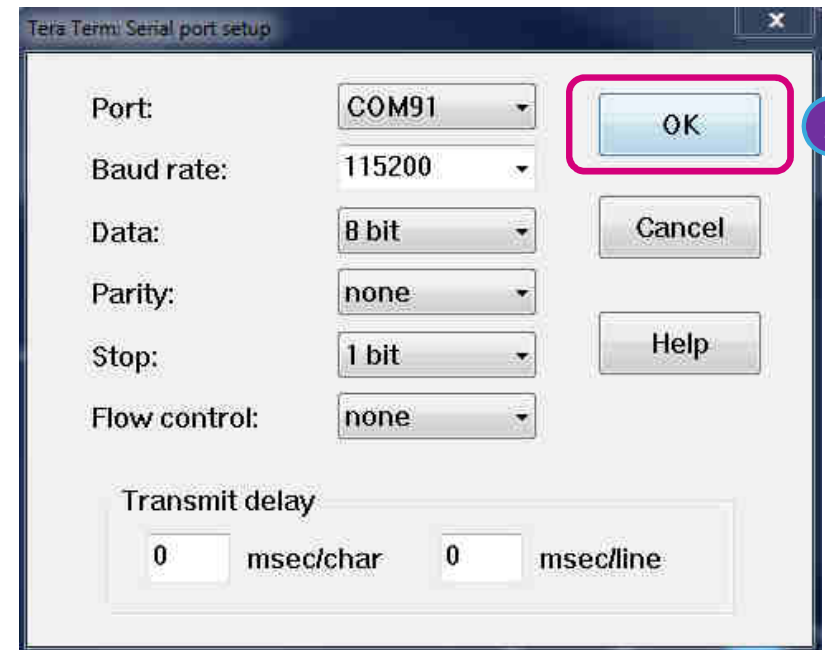 Tera Term: Serial port setup
x
Port: COM91 OK
Baud rate: 115200
Data: 8 bit Cancel
Parity: none
Stop: 1 bit Help
Flow control: none
Transmit delay
0 msec/char 0 msec/line